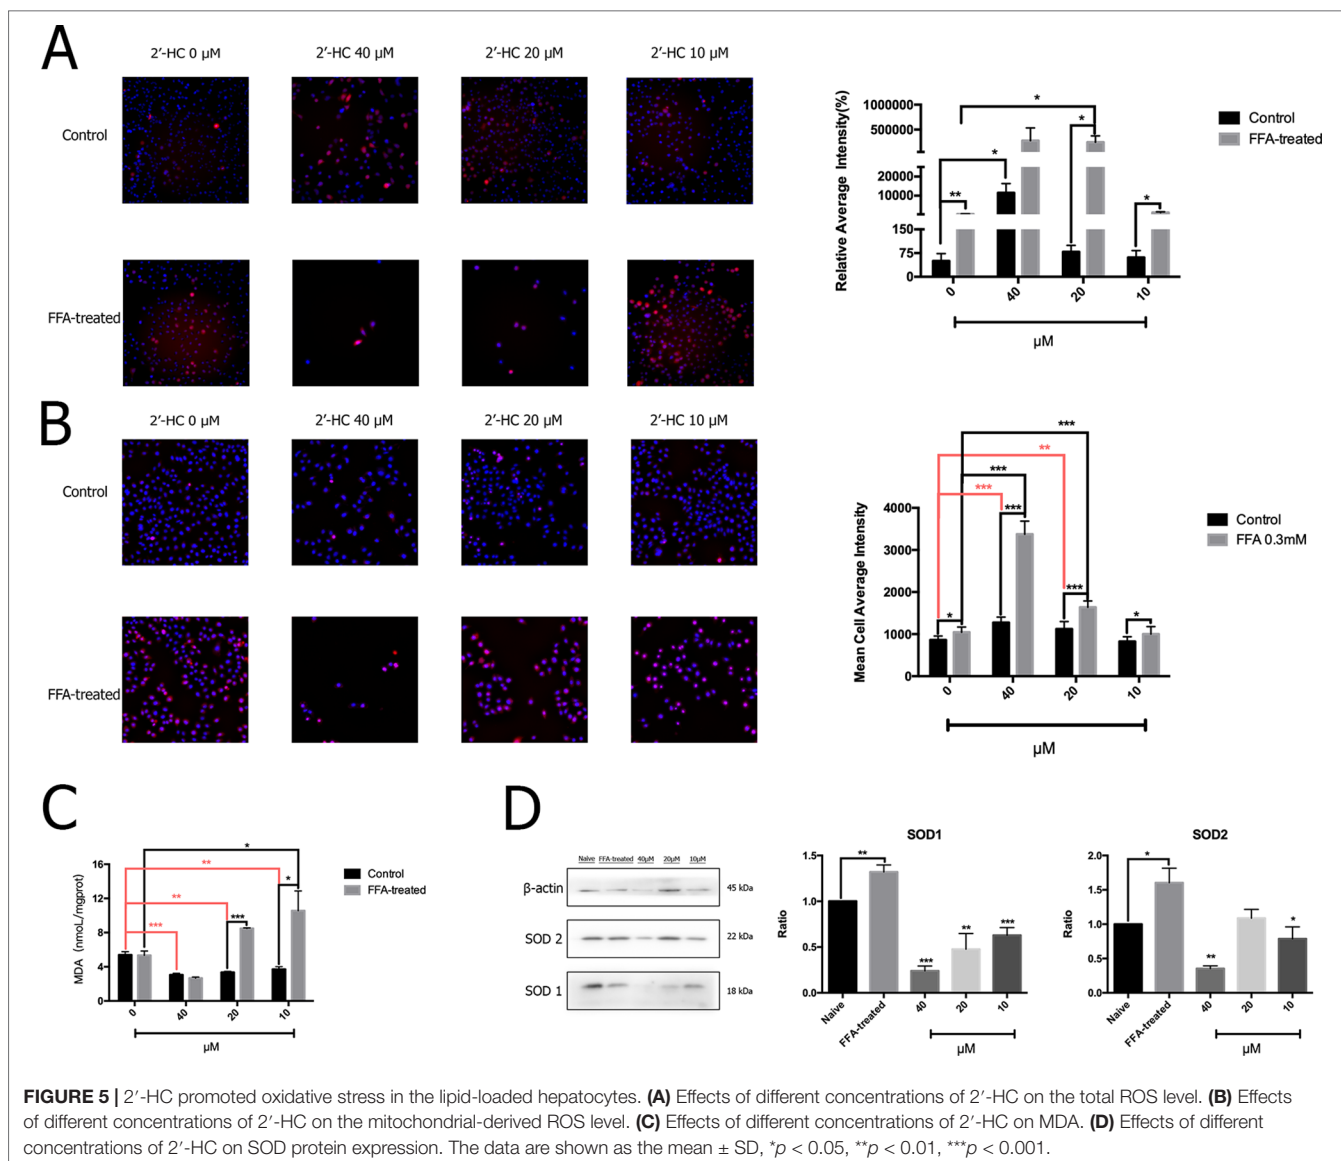 A
2′-HC 0 µM 2′-HC 40 µM 2′-HC 20 µM 2′-HC 10 µM
Control
FFA-treated
Relative Average Intensity(%)
1000000
500000
20000
10000
150
75
0
* * * ** *
Control
FFA-treated
0 40 20 10
µM
B
2′-HC 0 µM 2′-HC 40 µM 2′-HC 20 µM 2′-HC 10 µM
Control
FFA-treated
Mean Cell Average Intensity
4000
3000
2000
1000
0
*** ** *** *** *** *** * *
Control
FFA 0.3mM
0 40 20 10
µM
C
MDA (nmoL/mgprot)
16
12
8
4
0
* ** * ** *** ***
Control
FFA-treated
0 40 20 10
µM
D
Naive FFA-treated 40µM 20µM 10µM
β-actin 45 kDa
SOD 2 22 kDa
SOD 1 18 kDa
SOD1
Ratio
1.5
1.0
0.5
0.0
** *** ** ***
Naive FFA-treated 40 20 10
µM
SOD2
Ratio
2.0
1.5
1.0
0.5
0.0
* ** *
Naive FFA-treated 40 20 10
µM
FIGURE 5 | 2′-HC promoted oxidative stress in the lipid-loaded hepatocytes. (A) Effects of different concentrations of 2′-HC on the total ROS level. (B) Effects
of different concentrations of 2′-HC on the mitochondrial-derived ROS level. (C) Effects of different concentrations of 2′-HC on MDA. (D) Effects of different
concentrations of 2′-HC on SOD protein expression. The data are shown as the mean ± SD, *p < 0.05, **p < 0.01, ***p < 0.001.